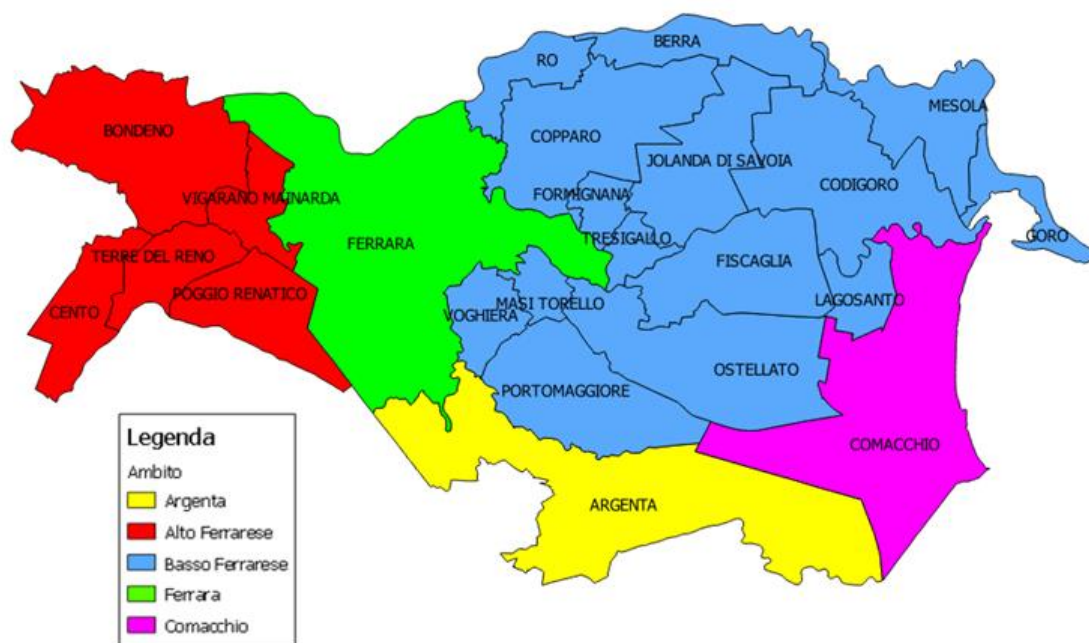 BERRA
RO
MESOLA
BONDENO
COPPARO
JOLANDA DI SAVOIA
CODIGORO
FORMIGNANA
VIGARANO MAINARDA
TRESIGALLO
GORO
FERRARA
TERRE DEL RENO
FISCAGLIA
POGGIO RENATICO
LAGOSANTO
MASI TORELLO
CENTO
VOGHIERA
OSTELLATO
PORTOMAGGIORE
COMACCHIO
ARGENTA
Legenda
Ambito
Argenta
Alto Ferrarese
Basso Ferrarese
Ferrara
Comacchio